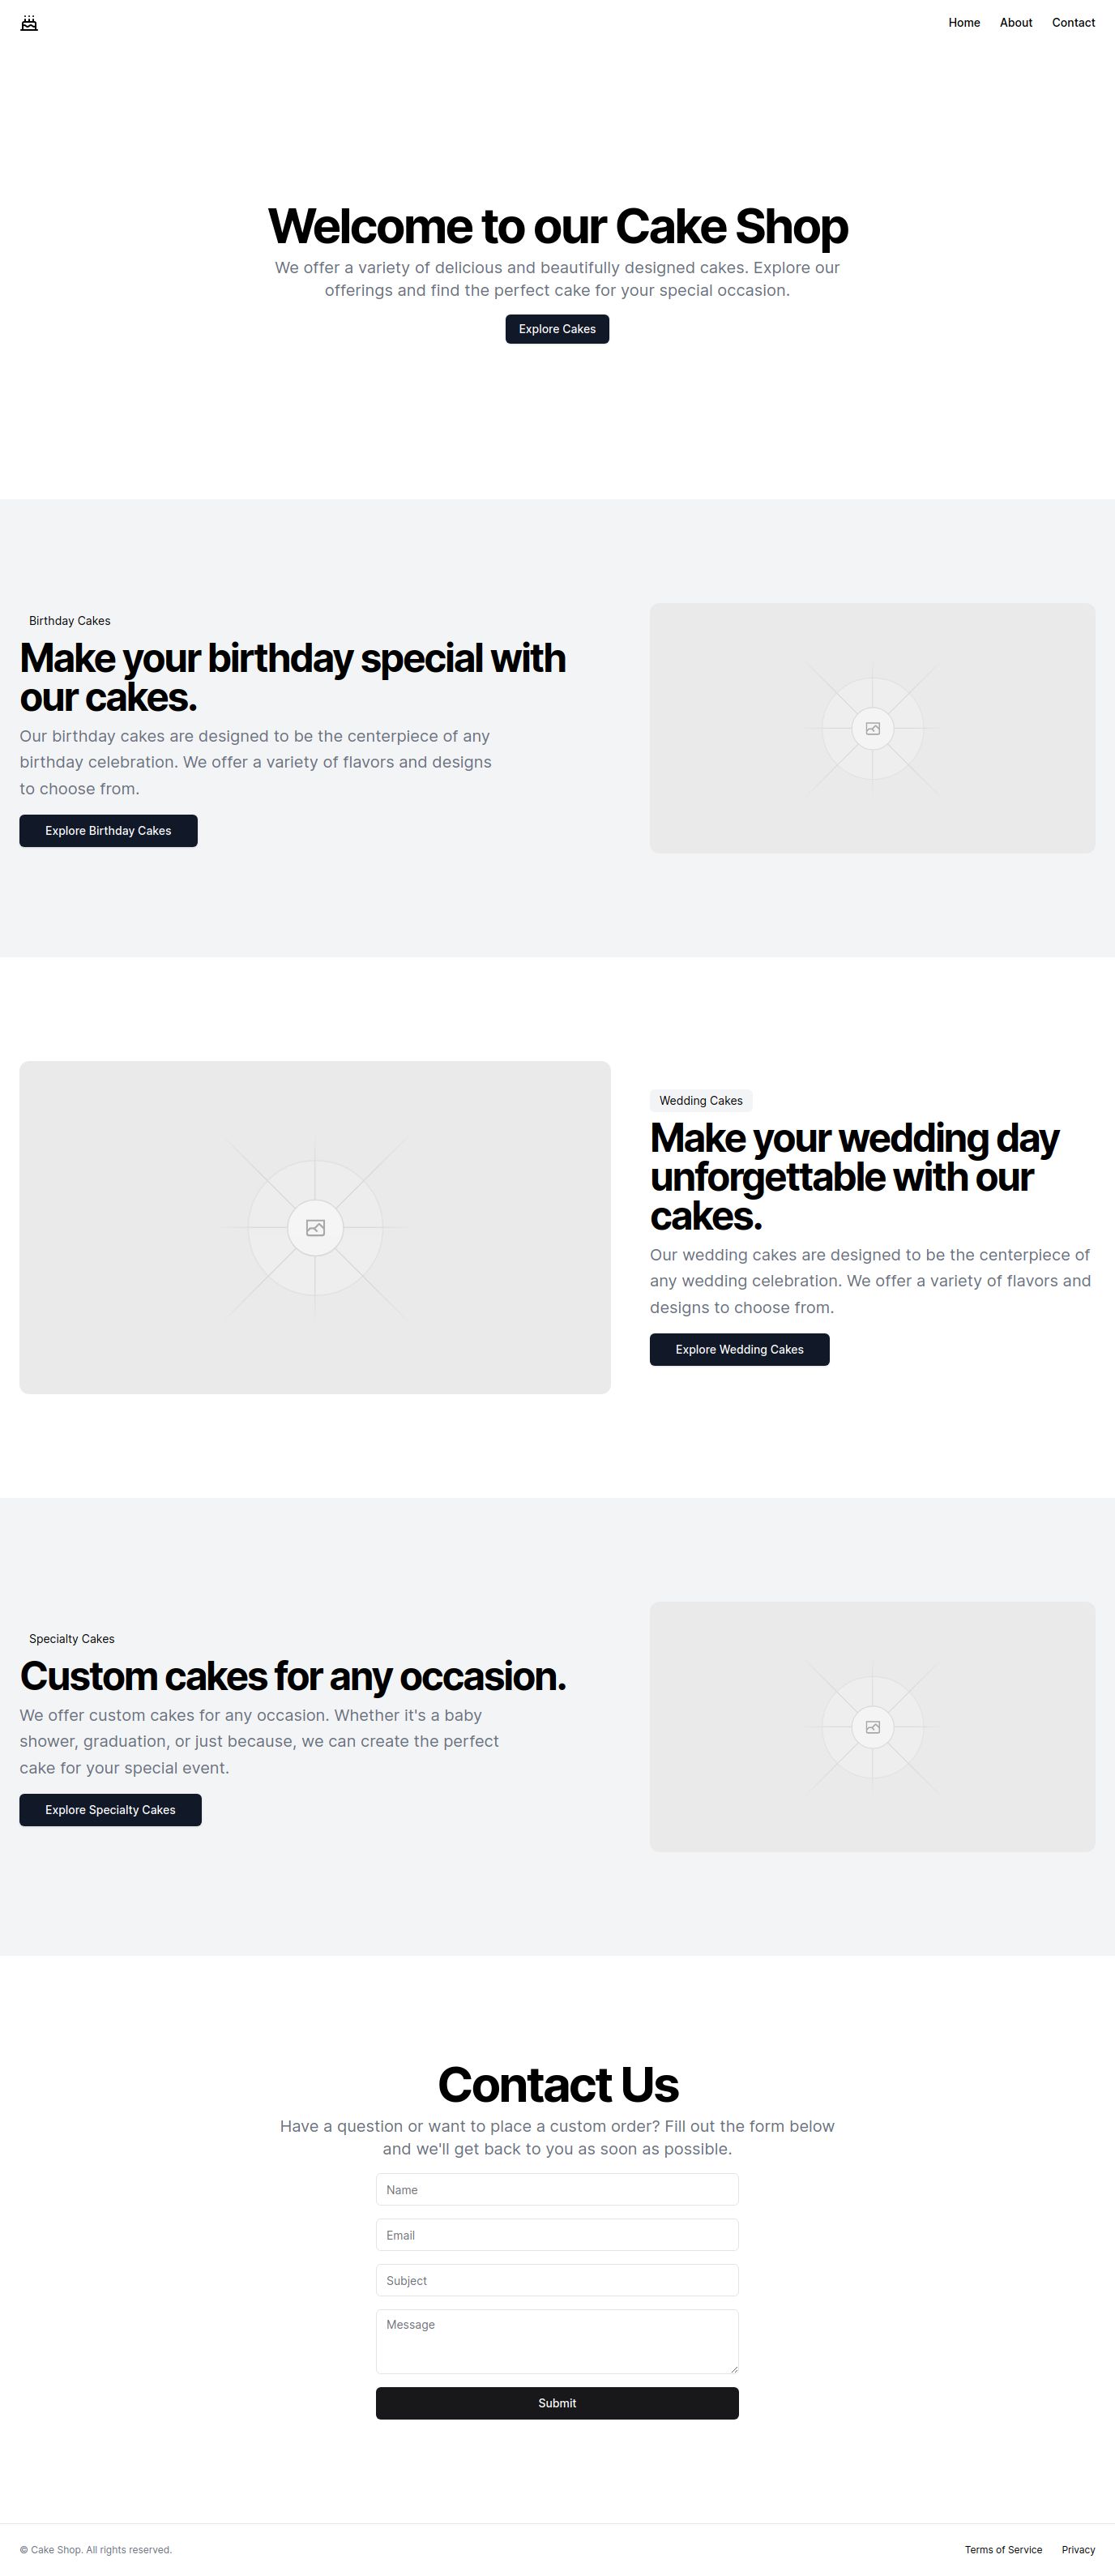 Home About Contact
Welcome to our Cake Shop
We offer a variety of delicious and beautifully designed cakes. Explore our
offerings and find the perfect cake for your special occasion.
Explore Cakes
Birthday Cakes
Make your birthday special with
our cakes.
Our birthday cakes are designed to be the centerpiece of any
birthday celebration. We offer a variety of flavors and designs
to choose from.
Explore Birthday Cakes
Wedding Cakes
Make your wedding day
unforgettable with our
cakes.
Our wedding cakes are designed to be the centerpiece of
any wedding celebration. We offer a variety of flavors and
designs to choose from.
Explore Wedding Cakes
Specialty Cakes
Custom cakes for any occasion.
We offer custom cakes for any occasion. Whether it's a baby
shower, graduation, or just because, we can create the perfect
cake for your special event.
Explore Specialty Cakes
Contact Us
Have a question or want to place a custom order? Fill out the form below
and we'll get back to you as soon as possible.
Name
Email
Subject
Message
Submit
© Cake Shop. All rights reserved.
Terms of Service Privacy